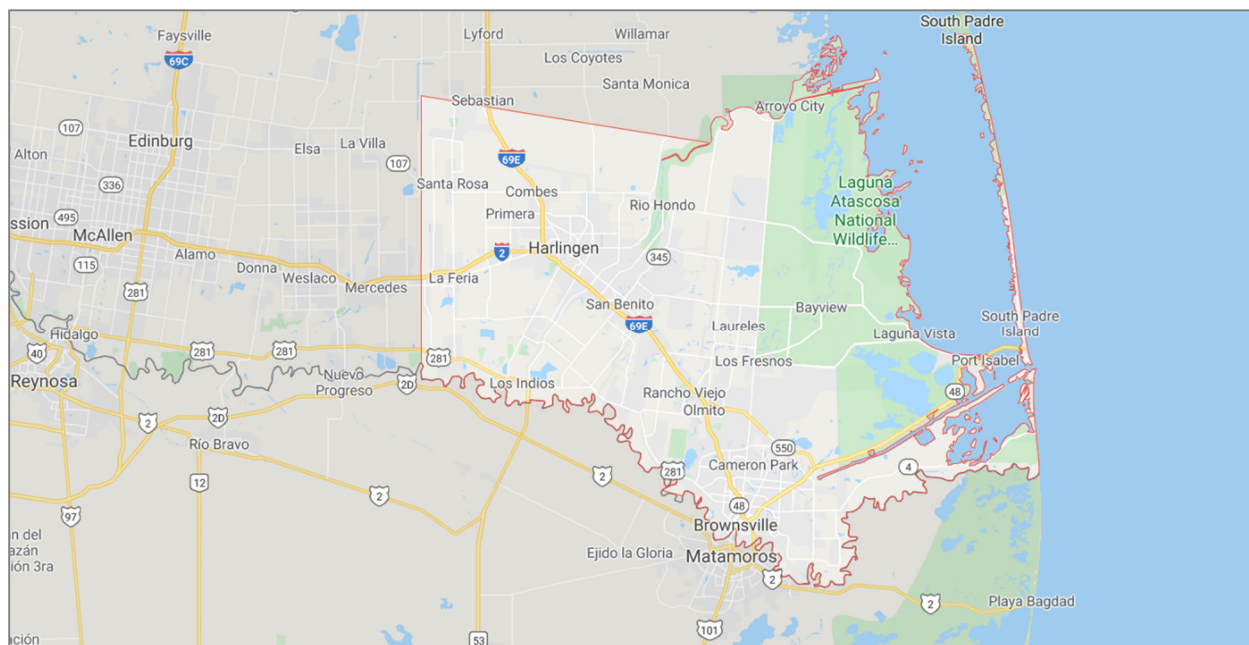 South Padre
Island
Faysville
Lyford
Willamar
69C
Los Coyotes
Santa Monica
Sebastian
Arroyo City
107
Edinburg
Elsa
La Villa
107
69E
Alton
336
Santa Rosa
Combes
Laguna
Atascosa
National
Wildlife...
Primera
Rio Hondo
495
ssion
McAllen
Harlingen
2
345
115
Alamo
Donna
Weslaco
Mercedes
La Feria
281
San Benito
69E
Bayview
Laureles
Laguna Vista
South Padre
Island
Hidalgo
40
281
281
281
Los Fresnos
Port Isabel
Reynosa
Nuevo
Progreso
2D
Los Indios
Rancho Viejo
Olmito
48
2
2D
Río Bravo
550
12
2
2
281
Cameron Park
4
97
48
Brownsville
n del
azán
ión 3ra
Ejido la Gloria
Matamoros
2
2
Playa Bagdad
101
53
ación